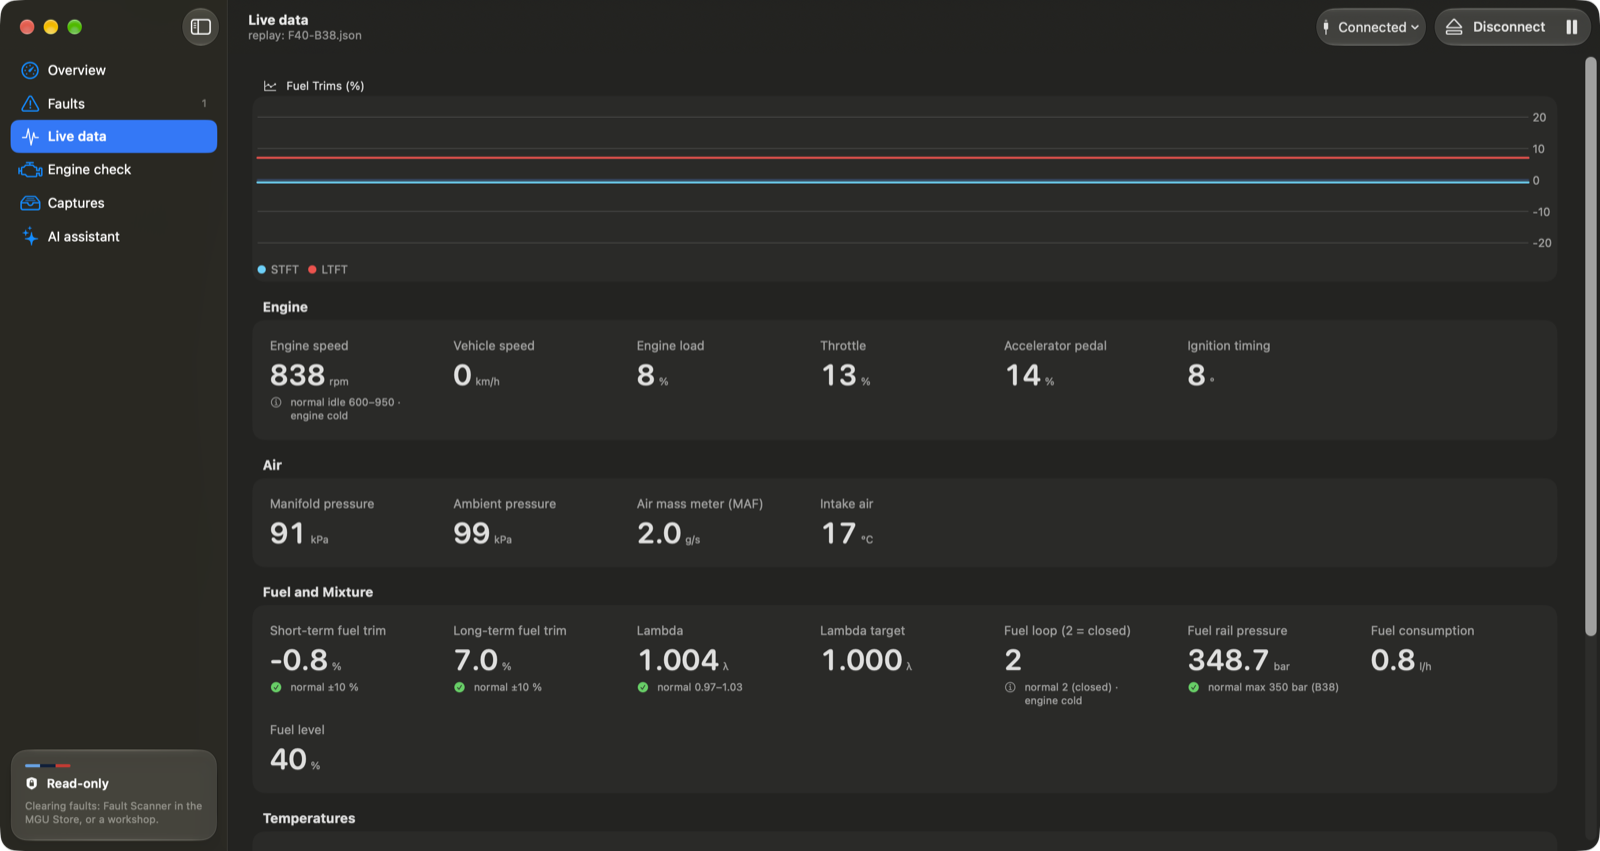 Live data
replay: F40-B38.json
Connected
Disconnect
Overview
Faults 1
Live data
Engine check
Captures
AI assistant
Read-only
Clearing faults: Fault Scanner in the
MGU Store, or a workshop.
Fuel Trims (%)
20
10
0
-10
-20
STFT LTFT
Engine
Engine speed
838 rpm
normal idle 600–950 ·
engine cold
Vehicle speed
0 km/h
Engine load
8 %
Throttle
13 %
Accelerator pedal
14 %
Ignition timing
8 °
Air
Manifold pressure
91 kPa
Ambient pressure
99 kPa
Air mass meter (MAF)
2.0 g/s
Intake air
17 °C
Fuel and Mixture
Short-term fuel trim
-0.8 %
normal ±10 %
Long-term fuel trim
7.0 %
normal ±10 %
Lambda
1.004 λ
normal 0.97–1.03
Lambda target
1.000 λ
Fuel loop (2 = closed)
2
normal 2 (closed) ·
engine cold
Fuel rail pressure
348.7 bar
normal max 350 bar (B38)
Fuel consumption
0.8 l/h
Fuel level
40 %
Temperatures